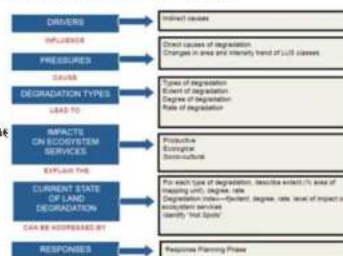 DRIVERS
Indirect causes
INFLUENCE
PRESSURES
Direct causes of degradation
Changes in area and intensity trend of LUS classes
CAUSE
DEGRADATION TYPES
Types of degradation
Extent of degradation
Degree of degradation
Rate of degradation
LEAD TO
IMPACTS
ON ECOSYSTEM
SERVICES
Productive
Ecological
Socio-cultural
EXPLAIN THE
CURRENT STATE
OF LAND
DEGRADATION
For each type of degradation, describe extent (% area of
mapping unit), degree, rate
Degradation index—f(extent, degree, rate, level of impact on
ecosystem services
Identify "Hot Spots"
CAN BE ADDRESSED BY
RESPONSES
Response Planning Phase